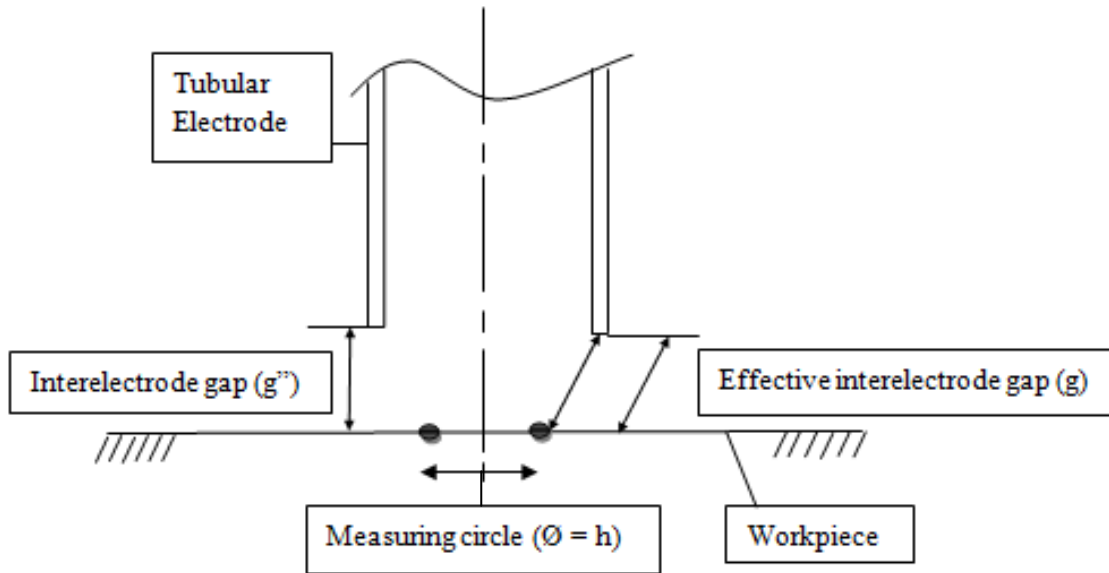 Tubular
Electrode
Interelectrode gap (g”)
Effective interelectrode gap (g)
Measuring circle (Ø = h)
Workpiece